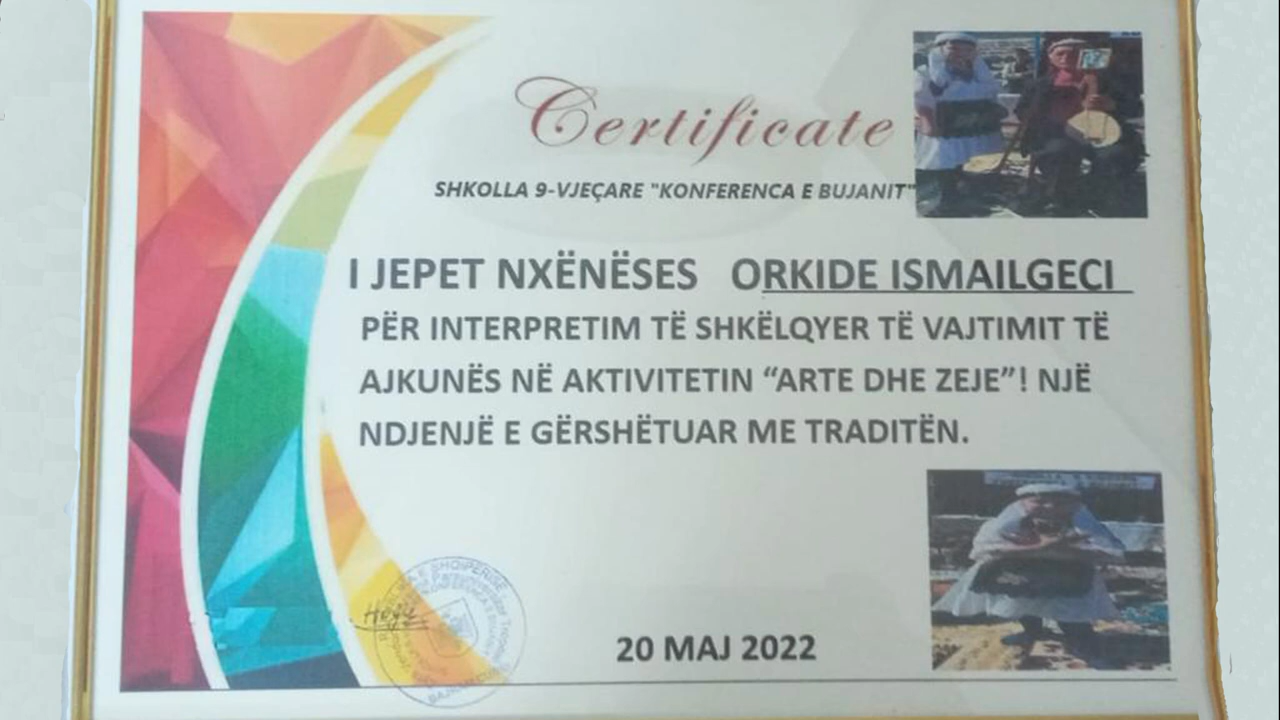 Certificate
SHKOLLA 9-VJEÇARE "KONFERENCA E BUJANIT"
I JEPET NXËNËSES ORKIDE ISMAILGECI
PËR INTERPRETIM TË SHKËLQYER TË VAJTIMIT TË
AJKUNËS NË AKTIVITETIN “ARTE DHE ZEJE”! NJË
NDJENJË E GËRSHËTUAR ME TRADITËN.
20 MAJ 2022